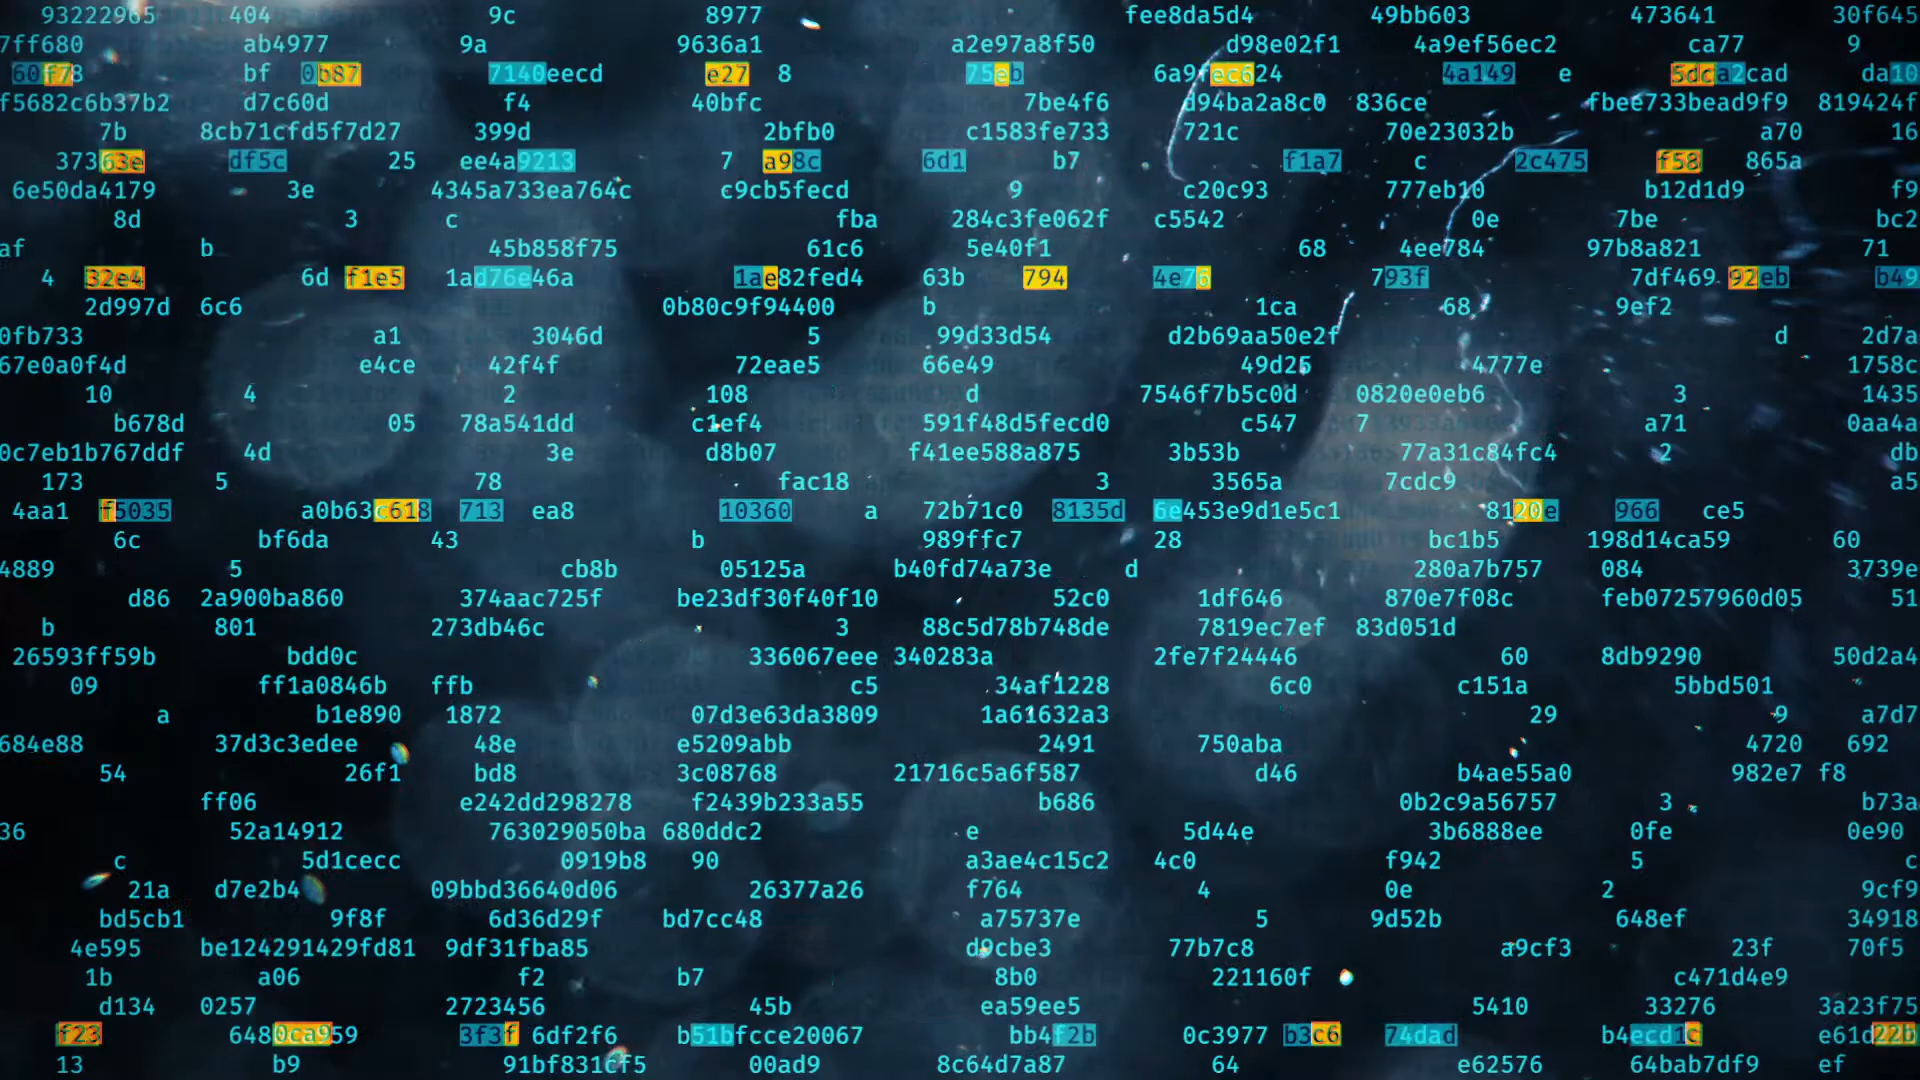 93222965 404 9c 8977 fee8da5d4 49bb603 473641 30f645
7ff680 ab4977 9a 9636a1 a2e97a8f50 d98e02f1 4a9ef56ec2 ca77 9
60f78 bf 0b87 7140eecd e27 8 75eb 6a9fec624 4a149 e 5dca2cad da10
f5682c6b37b2 d7c60d f4 40bfc 7be4f6 d94ba2a8c0 836ce fbee733bead9f9 819424f
7b 8cb71cfd5f7d27 399d 2bfb0 c1583fe733 721c 70e23032b a70 16
37363e df5c 25 ee4a9213 7 a98c 6d1 b7 f1a7 c 2c475 f58 865a
6e50da4179 3e 4345a733ea764c c9cb5fecd 9 c20c93 777eb10 b12d1d9 f9
8d 3 c fba 284c3fe062f c5542 0e 7be bc2
af b 45b858f75 61c6 5e40f1 68 4ee784 97b8a821 71
4 32e4 6d f1e5 1ad76e46a 1ae82fed4 63b 794 4e76 793f 7df469 92eb b49
2d997d 6c6 0b80c9f94400 b 1ca 68 9ef2
0fb733 a1 3046d 5 99d33d54 d2b69aa50e2f d 2d7a
67e0a0f4d e4ce 42f4f 72eae5 66e49 49d25 4777e 1758c
10 4 2 108 d 7546f7b5c0d 0820e0eb6 3 1435
b678d 05 78a541dd c1ef4 591f48d5fecd0 c547 7 a71 0aa4a
0c7eb1b767ddf 4d 3e d8b07 f41ee588a875 3b53b 77a31c84fc4 2 db
173 5 78 fac18 3 3565a 7cdc9 a5
4aa1 f5035 a0b63c618 713 ea8 10360 a 72b71c0 8135d 6e453e9d1e5c1 8120e 966 ce5
6c bf6da 43 b 989ffc7 28 bc1b5 198d14ca59 60
4889 5 cb8b 05125a b40fd74a73e d 280a7b757 084 3739e
d86 2a900ba860 374aac725f be23df30f40f10 52c0 1df646 870e7f08c feb07257960d05 51
b 801 273db46c 3 88c5d78b748de 7819ec7ef 83d051d
26593ff59b bdd0c 336067eee 340283a 2fe7f24446 60 8db9290 50d2a4
09 ff1a0846b ffb c5 34af1228 6c0 c151a 5bbd501
a b1e890 1872 07d3e63da3809 1a61632a3 29 9 a7d7
684e88 37d3c3edee 48e e5209abb 2491 750aba 4720 692
54 26f1 bd8 3c08768 21716c5a6f587 d46 b4ae55a0 982e7 f8
ff06 e242dd298278 f2439b233a55 b686 0b2c9a56757 3 b73a
36 52a14912 763029050ba 680ddc2 e 5d44e 3b6888ee 0fe 0e90
c 5d1cecc 0919b8 90 a3ae4c15c2 4c0 f942 5 c
21a d7e2b4 09bbd36640d06 26377a26 f764 4 0e 2 9cf9
bd5cb1 9f8f 6d36d29f bd7cc48 a75737e 5 9d52b 648ef 34918
4e595 be124291429fd81 9df31fba85 d9cbe3 77b7c8 a9cf3 23f 70f5
1b a06 f2 b7 8b0 221160f c471d4e9
d134 0257 2723456 45b ea59ee5 5410 33276 3a23f75
f23 6480ca959 3f3f 6df2f6 b51bfcce20067 bb4f2b 0c3977 b3c6 74dad b4ecd1c e61d22b
13 b9 91bf831cf5 00ad9 8c64d7a87 64 e62576 64bab7df9 ef